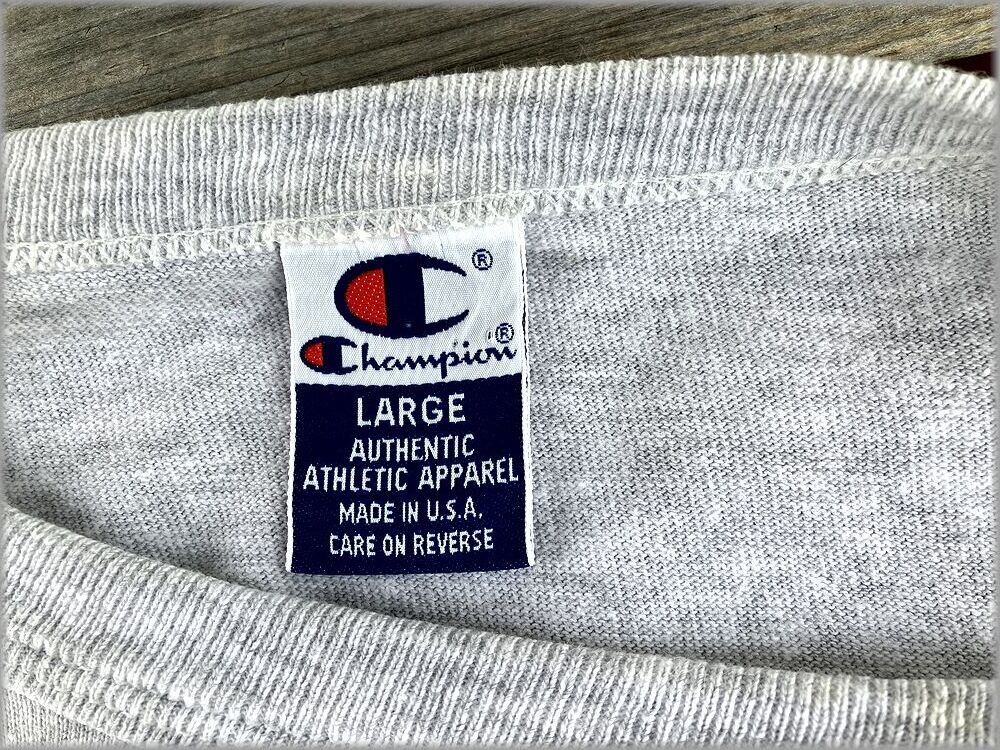 ®
Champion®
LARGE
AUTHENTIC
ATHLETIC APPAREL
MADE IN U.S.A.
CARE ON REVERSE